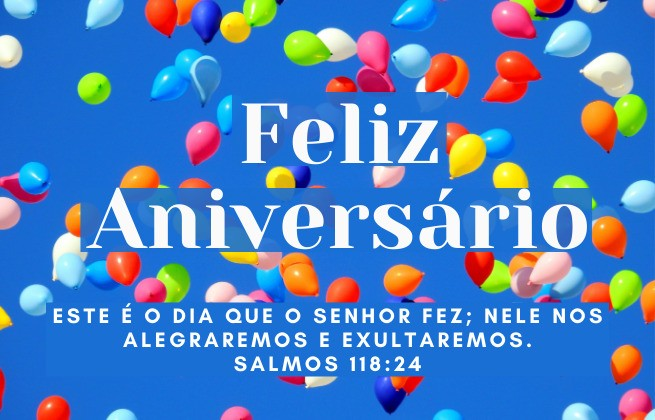 Feliz
Aniversário
ESTE É O DIA QUE O SENHOR FEZ; NELE NOS
ALEGRAREMOS E EXULTAREMOS.
SALMOS 118:24